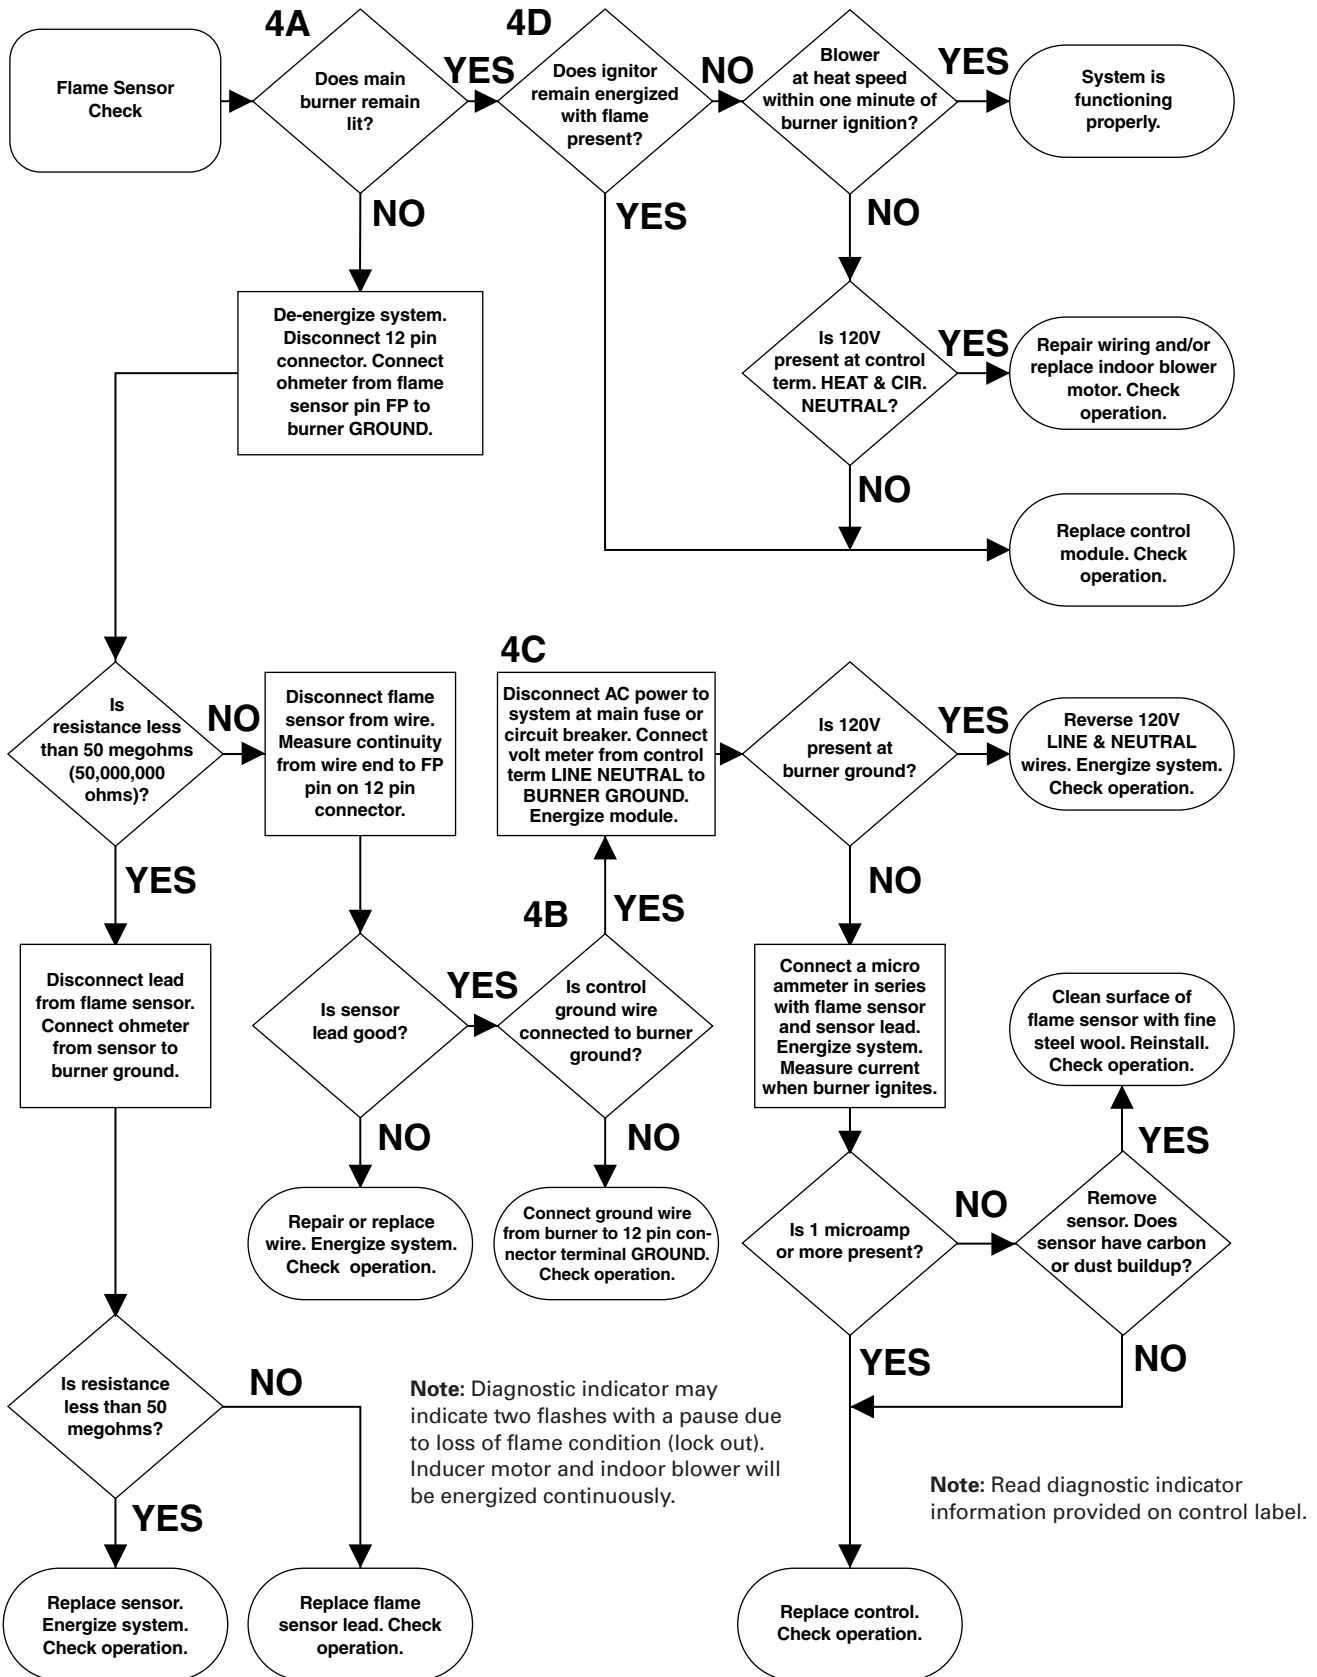 4A
4D
Flame Sensor
Check
Does main
burner remain
lit?
YES
Does ignitor
remain energized
with flame
present?
NO
Blower
at heat speed
within one minute of
burner ignition?
YES
System is
functioning
properly.
NO
YES
NO
De-energize system.
Disconnect 12 pin
connector. Connect
ohmeter from flame
sensor pin FP to
burner GROUND.
Is 120V
present at control
term. HEAT & CIR.
NEUTRAL?
YES
Repair wiring and/or
replace indoor blower
motor. Check
operation.
NO
Replace control
module. Check
operation.
Is
resistance less
than 50 megohms
(50,000,000
ohms)?
NO
Disconnect flame
sensor from wire.
Measure continuity
from wire end to FP
pin on 12 pin
connector.
4C
Disconnect AC power to
system at main fuse or
circuit breaker. Connect
volt meter from control
term LINE NEUTRAL to
BURNER GROUND.
Energize module.
Is 120V
present at
burner ground?
YES
Reverse 120V
LINE & NEUTRAL
wires. Energize system.
Check operation.
YES
4B
YES
NO
Disconnect lead
from flame sensor.
Connect ohmeter
from sensor to
burner ground.
Is sensor
lead good?
YES
Is control
ground wire
connected to burner
ground?
Connect a micro
ammeter in series
with flame sensor
and sensor lead.
Energize system.
Measure current
when burner ignites.
Clean surface of
flame sensor with fine
steel wool. Reinstall.
Check operation.
NO
NO
YES
Repair or replace
wire. Energize system.
Check operation.
Connect ground wire
from burner to 12 pin con-
nector terminal GROUND.
Check operation.
Is 1 microamp
or more present?
NO
Remove
sensor. Does
sensor have carbon
or dust buildup?
YES
NO
Is resistance
less than 50
megohms?
NO
Note: Diagnostic indicator may
indicate two flashes with a pause due
to loss of flame condition (lock out).
Inducer motor and indoor blower will
be energized continuously.
Note: Read diagnostic indicator
information provided on control label.
YES
Replace sensor.
Energize system.
Check operation.
Replace flame
sensor lead. Check
operation.
Replace control.
Check operation.